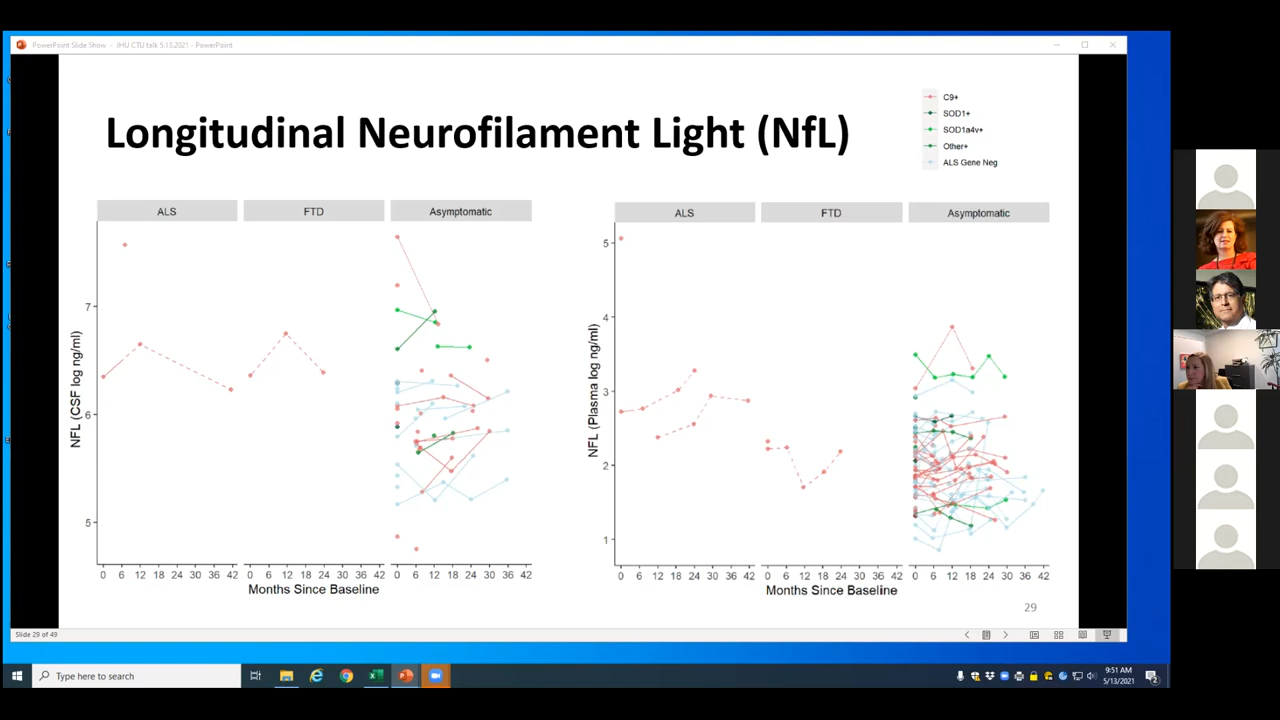 PowerPoint Slide Show - JHU CTU talk 5.13.2021 - PowerPoint
Longitudinal Neurofilament Light (NfL)
C9+
SOD1+
SOD1a4v+
Other+
ALS Gene Neg
ALS
FTD
Asymptomatic
7
6
5
NFL (CSF log ng/ml)
0 6 12 18 24 30 36 42 0 6 12 18 24 30 36 42 0 6 12 18 24 30 36 42
Months Since Baseline
ALS
FTD
Asymptomatic
5
4
3
2
1
NFL (Plasma log ng/ml)
0 6 12 18 24 30 36 42 0 6 12 18 24 30 36 42 0 6 12 18 24 30 36 42
Months Since Baseline
29
Slide 29 of 49
Type here to search
9:51 AM
5/13/2021
2